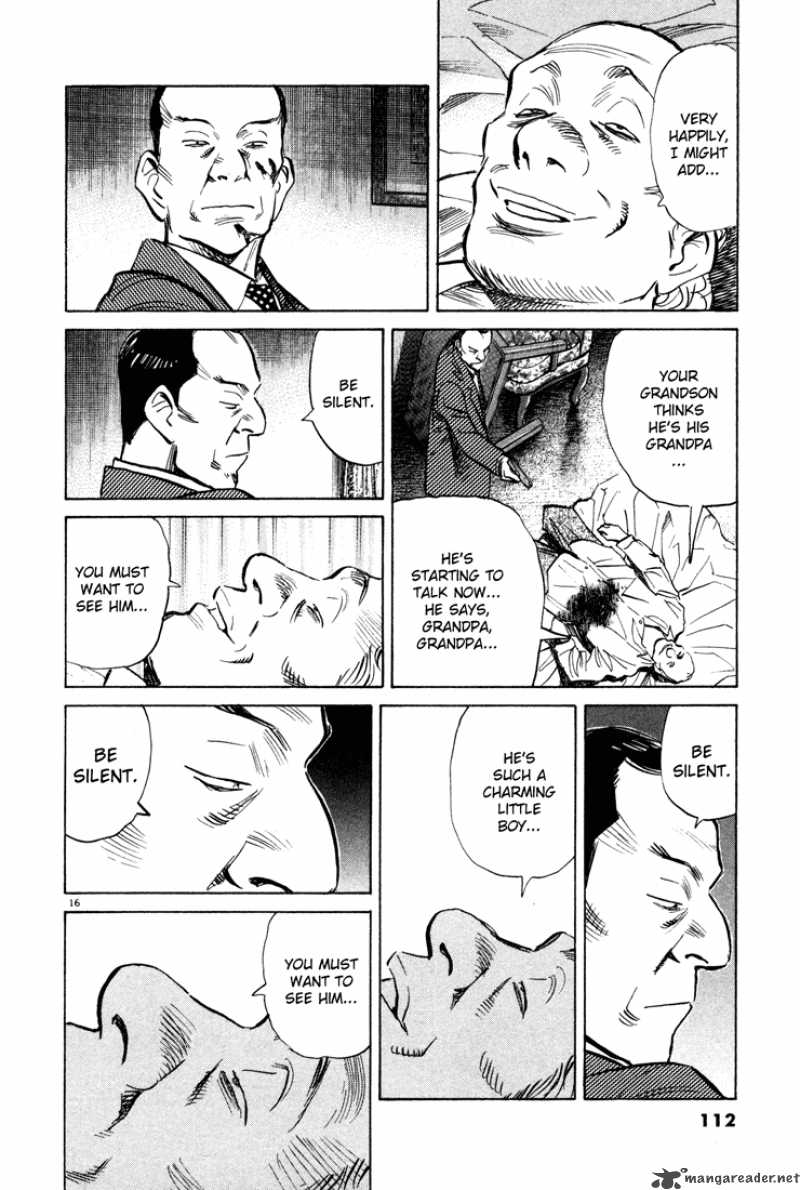 VERY
HAPPILY,
I MIGHT
ADD...
YOUR
GRANDSON
THINKS
HE'S HIS
GRANDPA
...
HE'S
STARTING TO
TALK NOW...
HE SAYS,
GRANDPA,
GRANDPA...
BE
SILENT.
YOU MUST
WANT TO
SEE HIM...
BE
SILENT.
HE'S
SUCH A
CHARMING
LITTLE
BOY...
BE
SILENT.
16
YOU MUST
WANT TO
SEE HIM...
112
mangareader.net